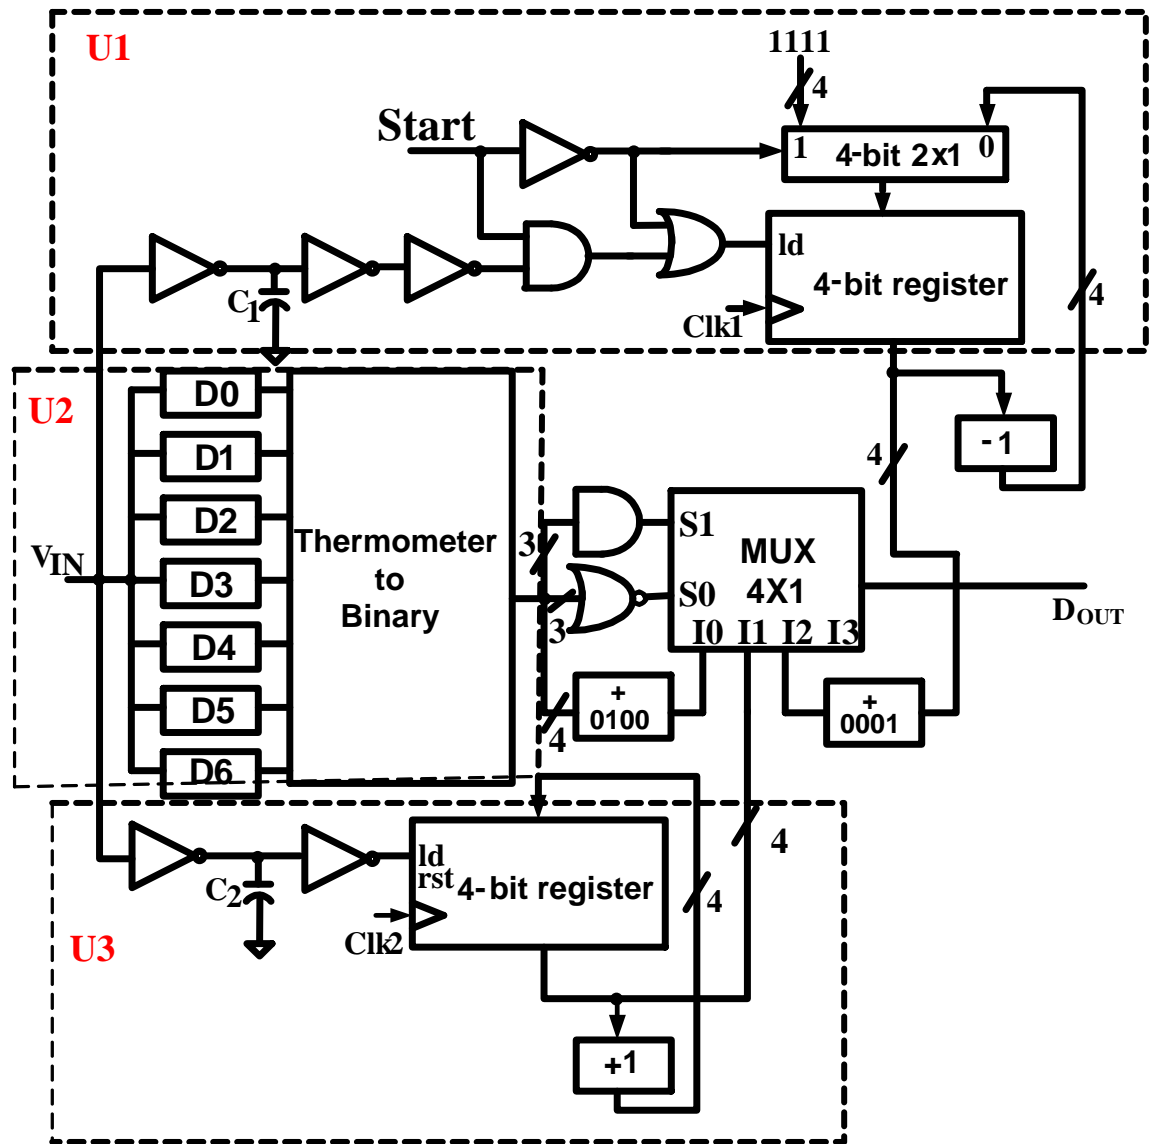 U1
1111
4
Start
1
4-bit 2x1
0
ld
4-bit register
Clk1
C1
4
U2
D0
D1
D2
D3
D4
D5
D6
VIN
Thermometer
to
Binary
- 1
4
3
3
S1
S0
MUX
4X1
I0
I1
I2
I3
DOUT
+
0100
4
+
0001
4
U3
C2
ld
rst
4-bit register
Clk2
4
+1